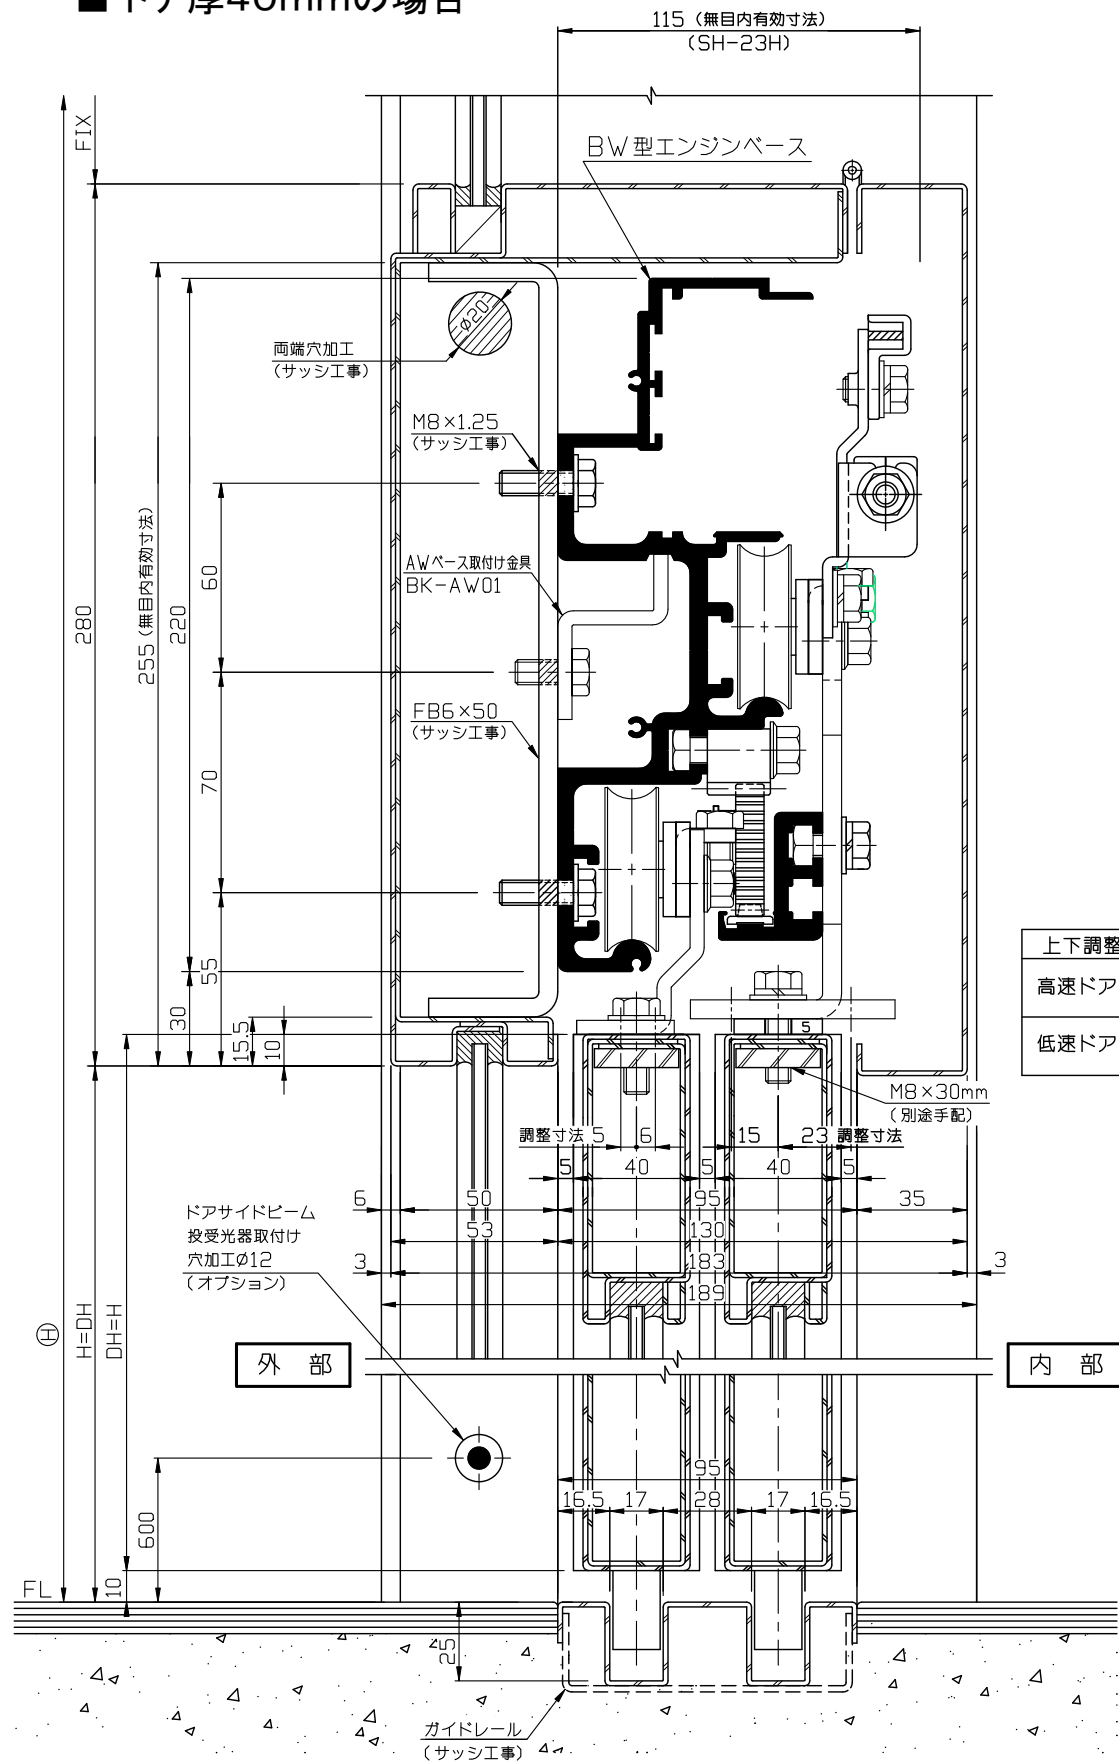 ■ドア厚40mmの場合
115 (無目内有効寸法)
(SH-23H)
FIX
BW型エンジンベース
φ20
両端穴加工
(サッシ工事)
M8×1.25
(サッシ工事)
280
255 (無目内有効寸法)
220
60
AWベース取付け金具
BK-AW01
FB6×50
(サッシ工事)
70
55
30
15.5
10
5
上下調整
高速ドア
低速ドア
M8×30mm
(別途手配)
調整寸法 5
6
15
23 調整寸法
5
40
5
40
5
6
50
95
35
53
130
3
183
3
189
ドアサイドビーム
投受光器取付け
穴加工φ12
(オプション)
Ⓗ
H=DH
DH=H
外 部
内 部
95
16.5
17
28
17
16.5
600
10
FL
25
ガイドレール
(サッシ工事)